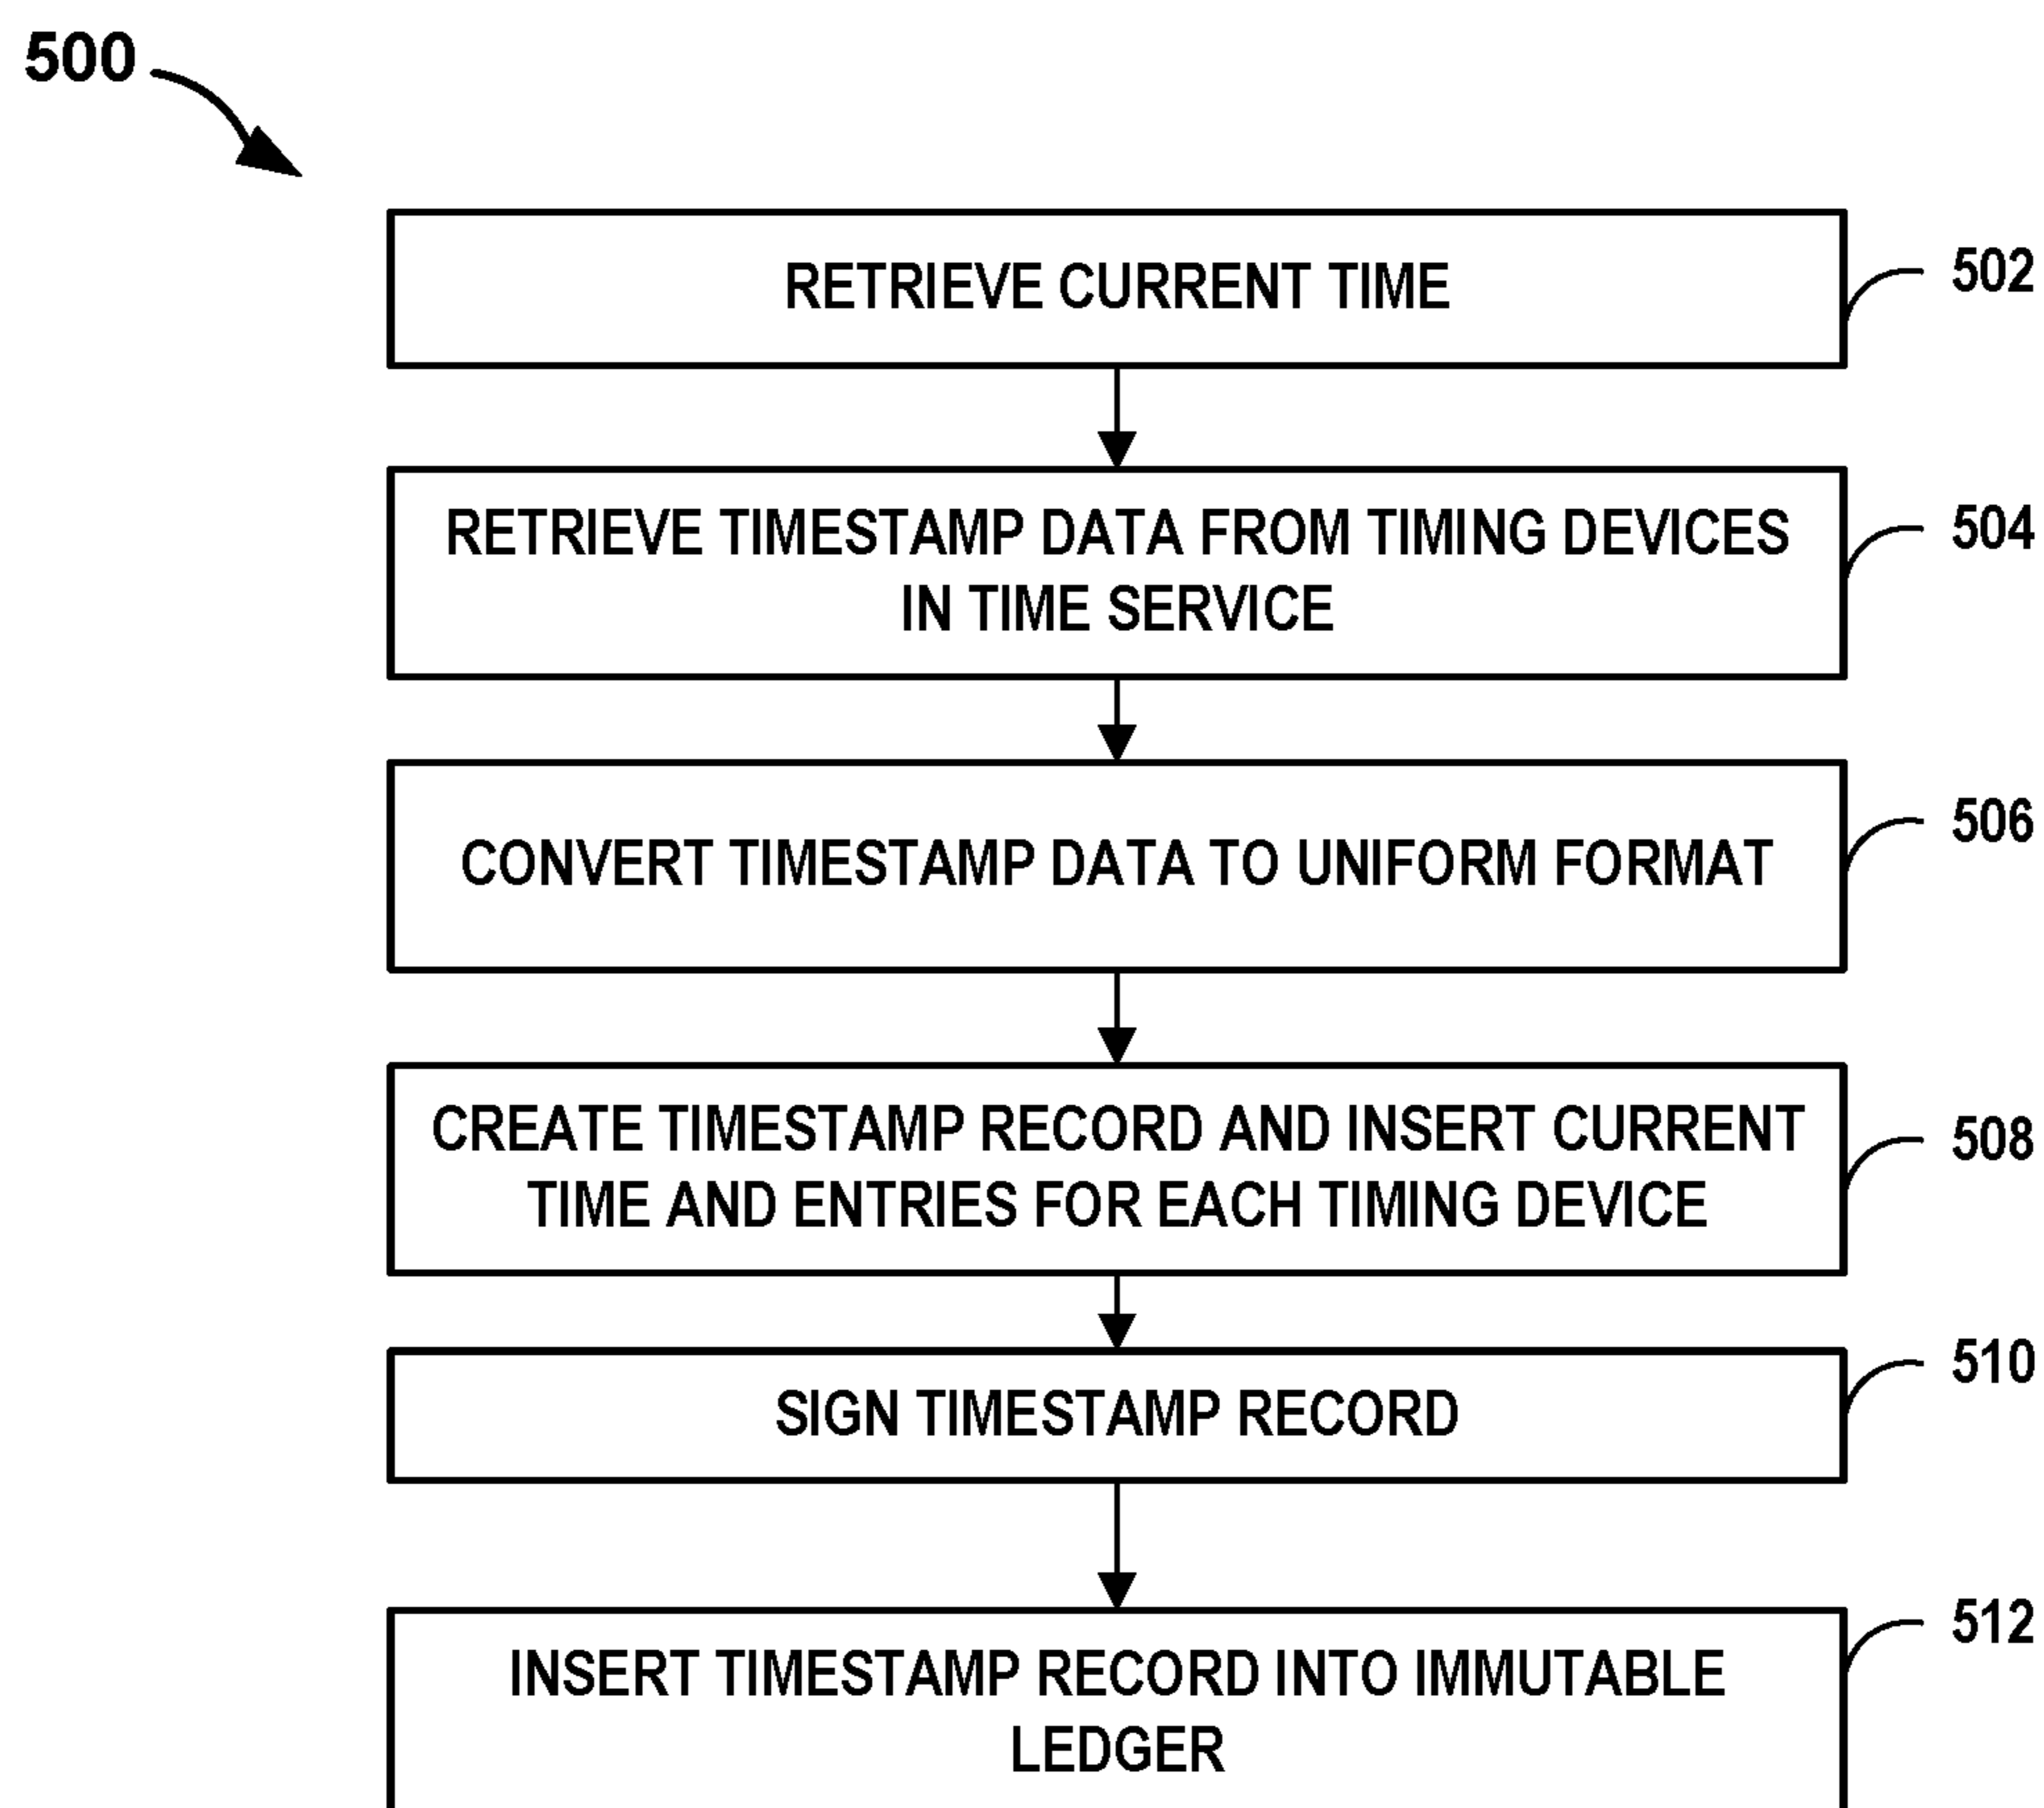 500
RETRIEVE CURRENT TIME
502
RETRIEVE TIMESTAMP DATA FROM TIMING DEVICES
IN TIME SERVICE
504
CONVERT TIMESTAMP DATA TO UNIFORM FORMAT
506
CREATE TIMESTAMP RECORD AND INSERT CURRENT
TIME AND ENTRIES FOR EACH TIMING DEVICE
508
SIGN TIMESTAMP RECORD
510
INSERT TIMESTAMP RECORD INTO IMMUTABLE
LEDGER
512